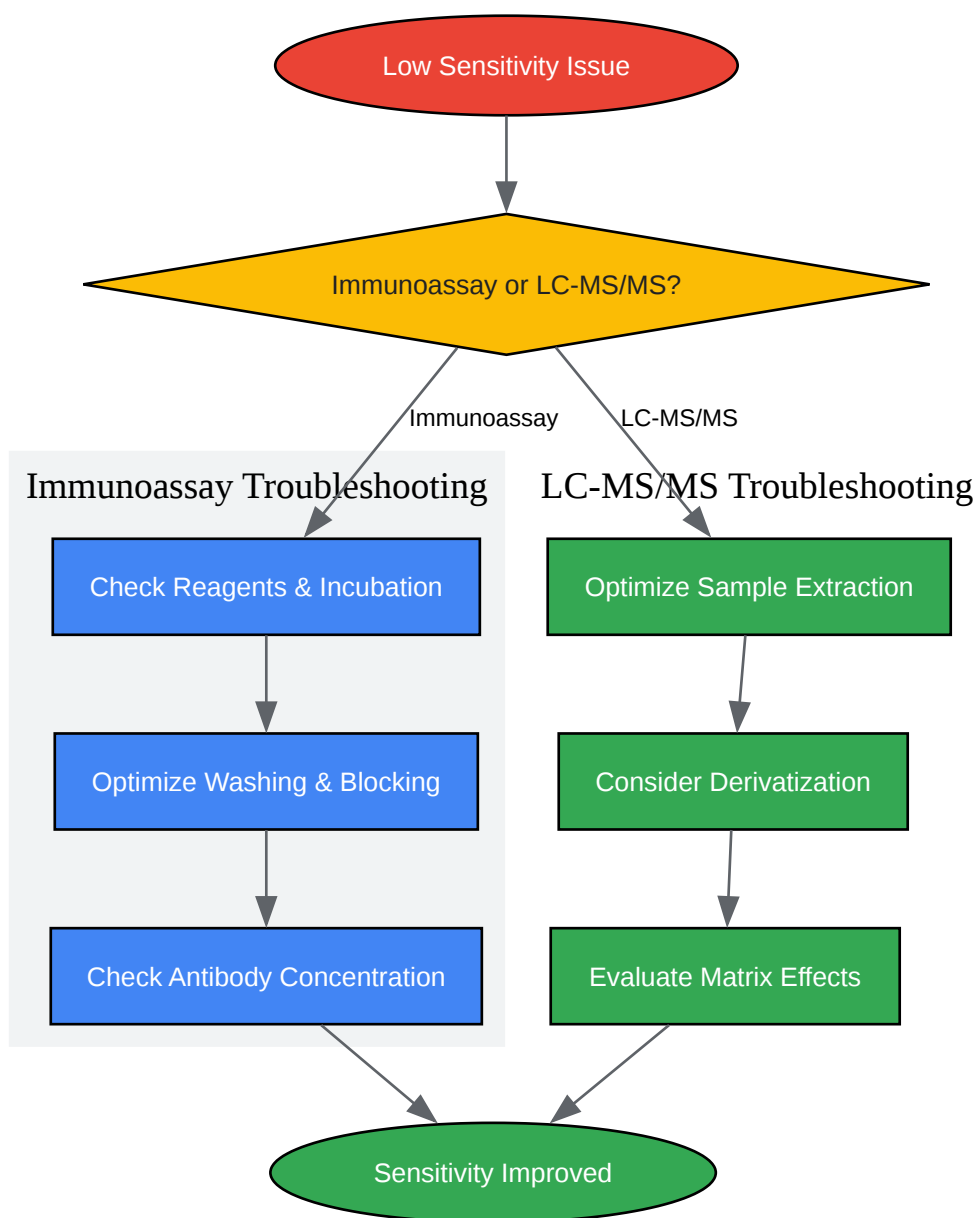 Low Sensitivity Issue
Immunoassay or LC-MS/MS?
Immunoassay
LC-MS/MS
Immunoassay Troubleshooting
LC-MS/MS Troubleshooting
Check Reagents & Incubation
Optimize Sample Extraction
Optimize Washing & Blocking
Consider Derivatization
Check Antibody Concentration
Evaluate Matrix Effects
Sensitivity Improved